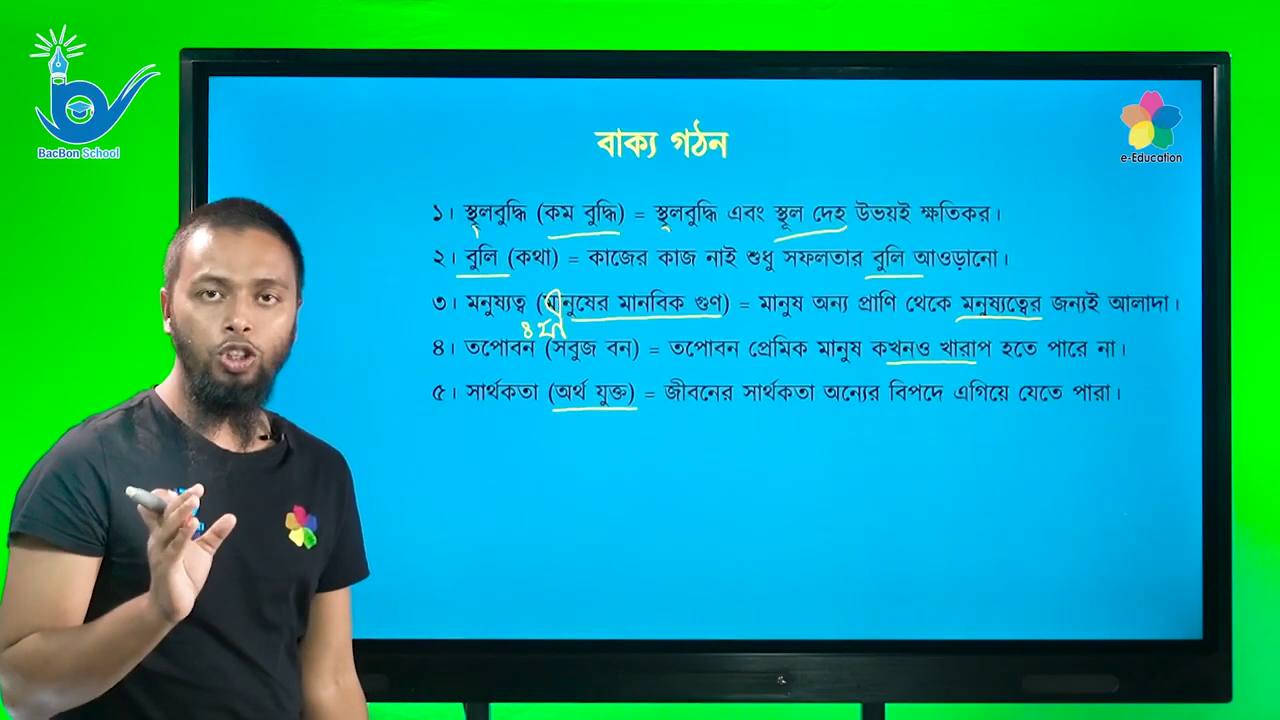 BacBon School
e-Education
বাক্য গঠন
১। স্থূলবুদ্ধি (কম বুদ্ধি) = স্থূলবুদ্ধি এবং স্থূল দেহ উভয়ই ক্ষতিকর।
২। বুলি (কথা) = কাজের কাজ নাই শুধু সফলতার বুলি আওড়ানো।
৩। মনুষ্যত্ব (মানুষের মানবিক গুণ) = মানুষ অন্য প্রাণি থেকে মনুষ্যত্বের জন্যই আলাদা।
৪। তপোবন (সবুজ বন) = তপোবন প্রেমিক মানুষ কখনও খারাপ হতে পারে না।
৫। সার্থকতা (অর্থ যুক্ত) = জীবনের সার্থকতা অন্যের বিপদে এগিয়ে যেতে পারা।